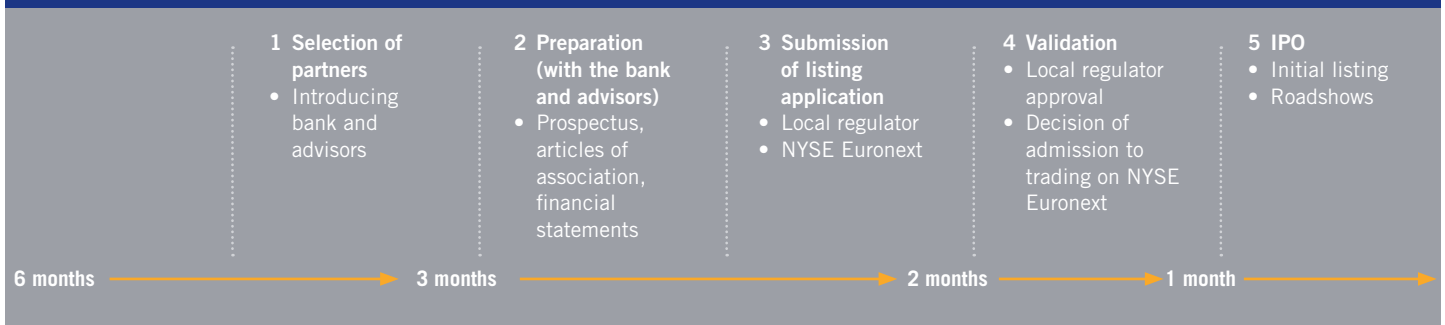 1 Selection of
partners
• Introducing
bank and
advisors
2 Preparation
(with the bank
and advisors)
• Prospectus,
articles of
association,
financial
statements
3 Submission
of listing
application
• Local regulator
• NYSE Euronext
4 Validation
• Local regulator
approval
• Decision of
admission to
trading on NYSE
Euronext
5 IPO
• Initial listing
• Roadshows
6 months
3 months
2 months
1 month